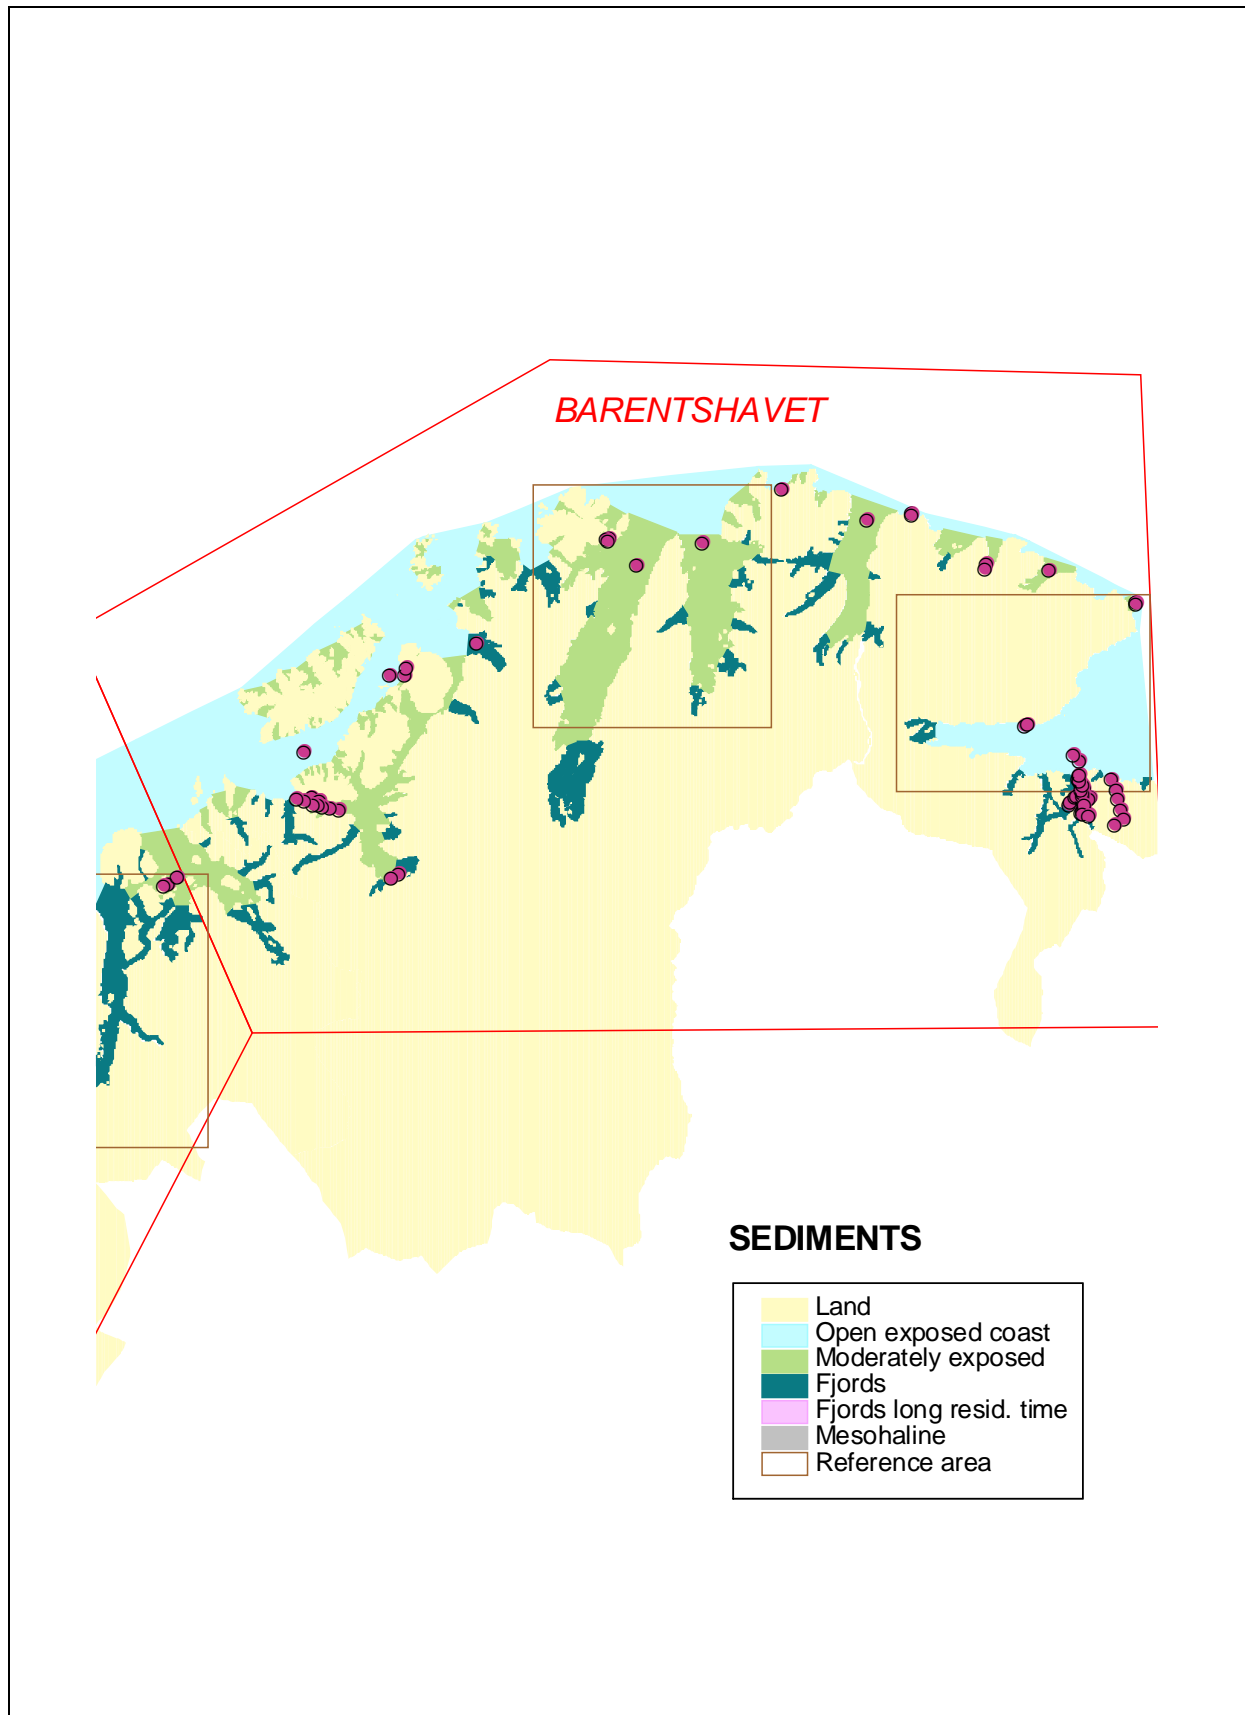 BARENTSHAVET
SEDIMENTS
Land
Open exposed coast
Moderately exposed
Fjords
Fjords long resid. time
Mesohaline
Reference area